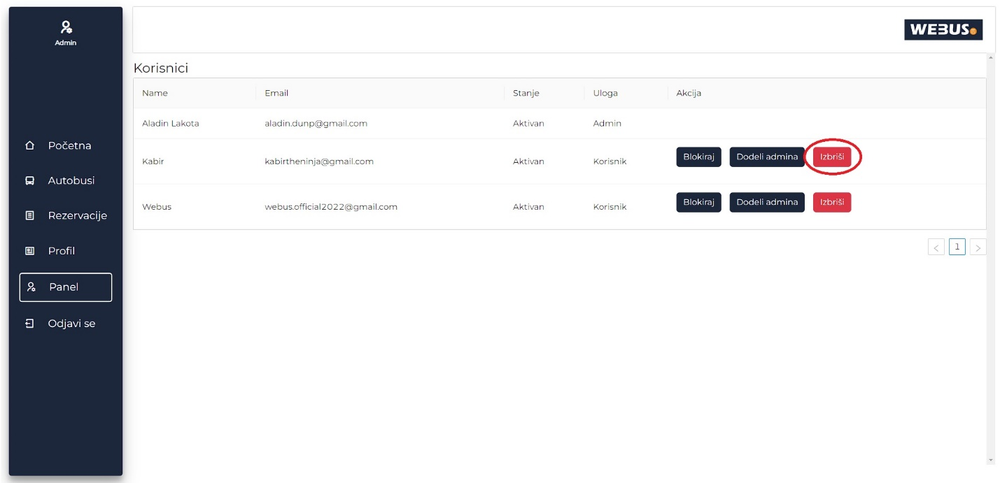 Admin
WEBUS
Korisnici
Name Email Stanje Uloga Akcija
Aladin Lakota aladin.dunp@gmail.com Aktivan Admin
Početna
Kabir kabirtheninja@gmail.com Aktivan Korisnik Blokiraj Dodeli admina Izbriši
Autobusi
Webus webus.official2022@gmail.com Aktivan Korisnik Blokiraj Dodeli admina Izbriši
Rezervacije
< 1 >
Profil
Panel
Odjavi se